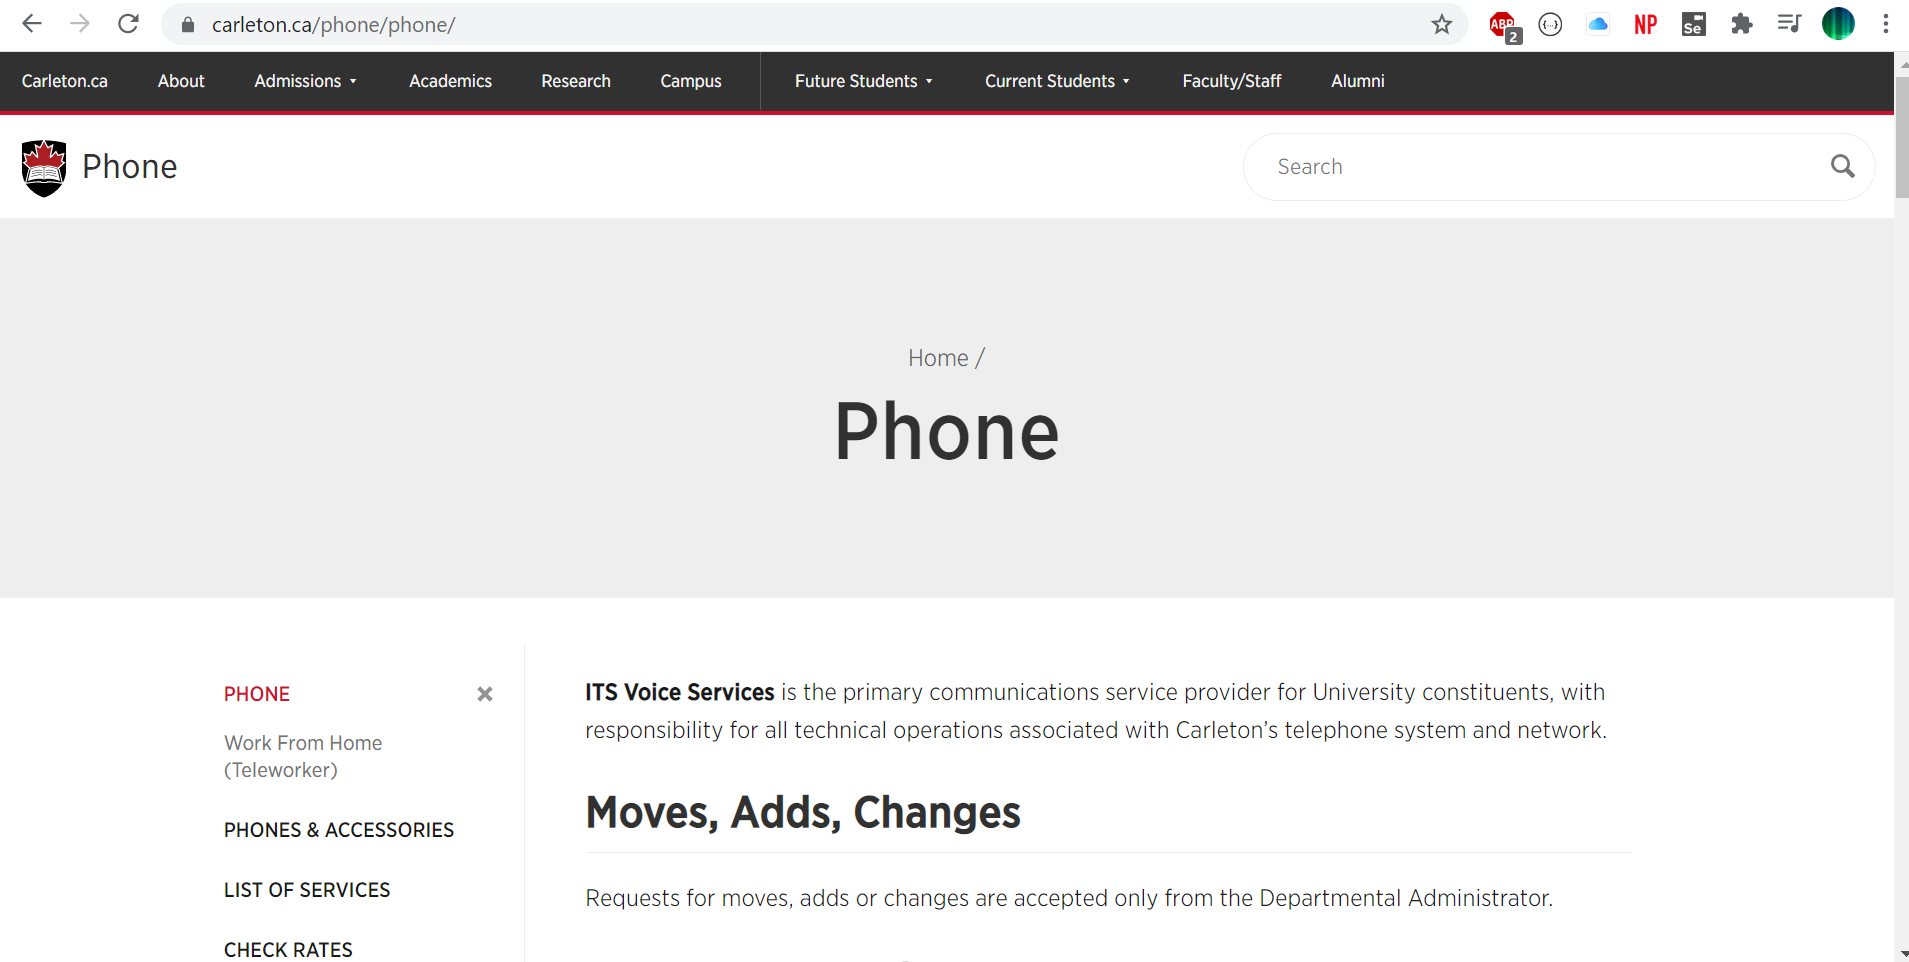 carleton.ca/phone/phone/
ABP
2
NP
Se
Carleton.ca About Admissions Academics Research Campus Future Students Current Students Faculty/Staff Alumni
Phone
Search
Home /
Phone
PHONE
Work From Home
(Teleworker)
PHONES & ACCESSORIES
LIST OF SERVICES
CHECK RATES
ITS Voice Services is the primary communications service provider for University constituents, with
responsibility for all technical operations associated with Carleton’s telephone system and network.
Moves, Adds, Changes
Requests for moves, adds or changes are accepted only from the Departmental Administrator.